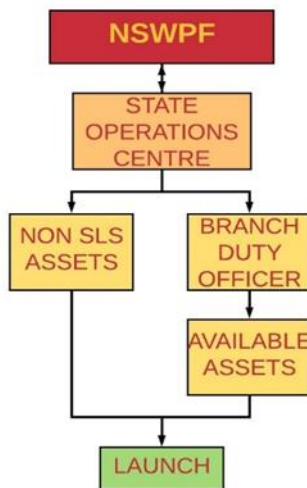 NSWPF
STATE
OPERATIONS
CENTRE
NON SLS
ASSETS
BRANCH
DUTY
OFFICER
AVAILABLE
ASSETS
LAUNCH